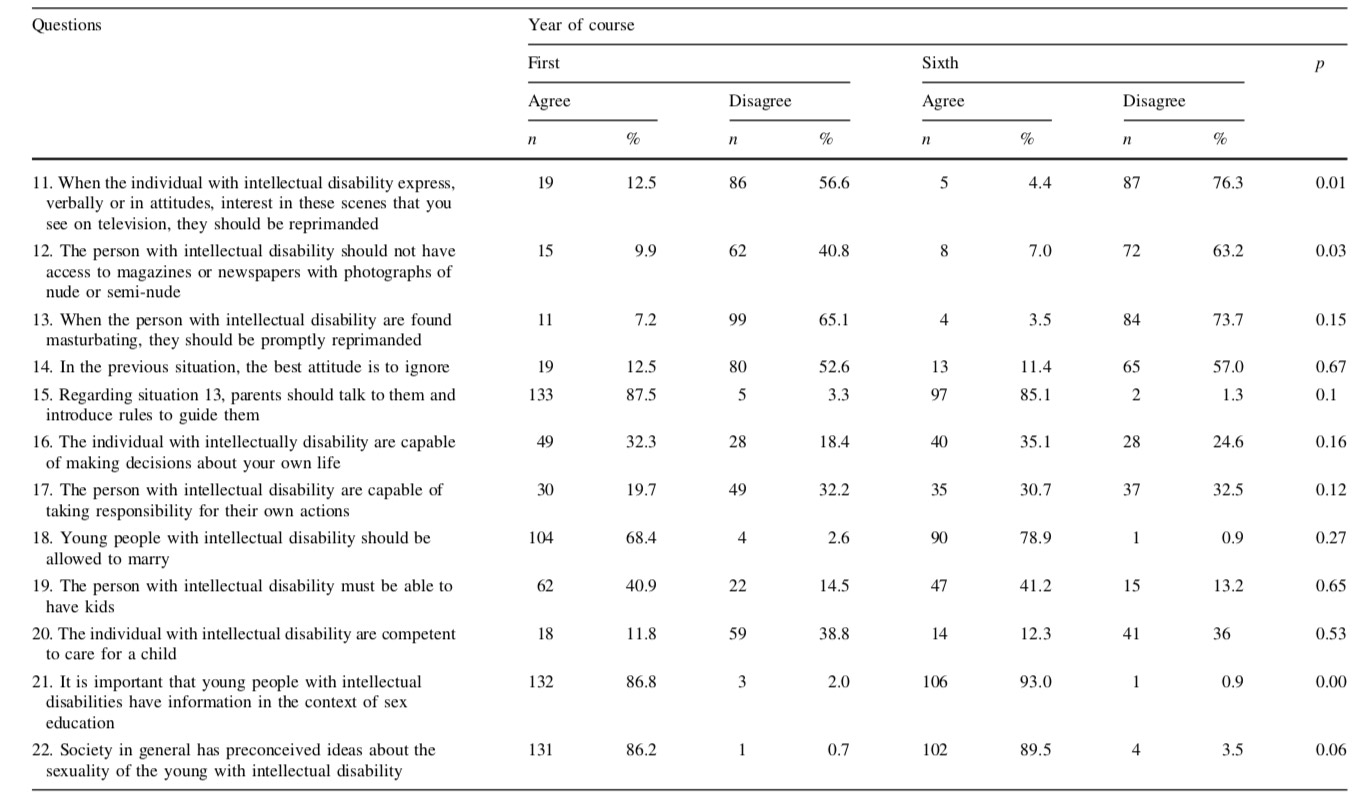 Questions Year of course
First Sixth p
Agree Disagree Agree Disagree
n % n % n % n %
11. When the individual with intellectual disability express, 19 12.5 86 56.6 5 4.4 87 76.3 0.01
verbally or in attitudes, interest in these scenes that you
see on television, they should be reprimanded
12. The person with intellectual disability should not have 15 9.9 62 40.8 8 7.0 72 63.2 0.03
access to magazines or newspapers with photographs of
nude or semi-nude
13. When the person with intellectual disability are found 11 7.2 99 65.1 4 3.5 84 73.7 0.15
masturbating, they should be promptly reprimanded
14. In the previous situation, the best attitude is to ignore 19 12.5 80 52.6 13 11.4 65 57.0 0.67
15. Regarding situation 13, parents should talk to them and 133 87.5 5 3.3 97 85.1 2 1.3 0.1
introduce rules to guide them
16. The individual with intellectually disability are capable 49 32.3 28 18.4 40 35.1 28 24.6 0.16
of making decisions about your own life
17. The person with intellectual disability are capable of 30 19.7 49 32.2 35 30.7 37 32.5 0.12
taking responsibility for their own actions
18. Young people with intellectual disability should be 104 68.4 4 2.6 90 78.9 1 0.9 0.27
allowed to marry
19. The person with intellectual disability must be able to 62 40.9 22 14.5 47 41.2 15 13.2 0.65
have kids
20. The individual with intellectual disability are competent 18 11.8 59 38.8 14 12.3 41 36 0.53
to care for a child
21. It is important that young people with intellectual 132 86.8 3 2.0 106 93.0 1 0.9 0.00
disabilities have information in the context of sex
education
22. Society in general has preconceived ideas about the 131 86.2 1 0.7 102 89.5 4 3.5 0.06
sexuality of the young with intellectual disability